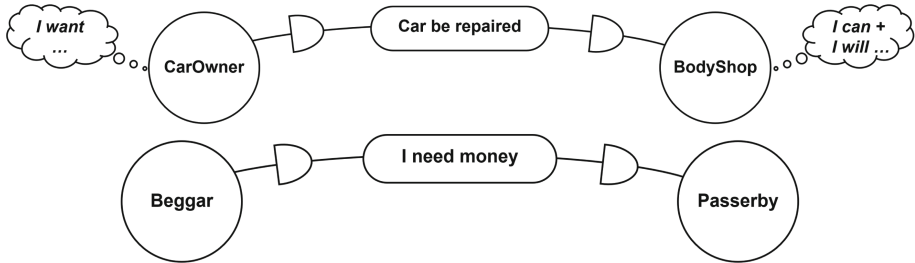 I want
...
CarOwner
Car be repaired
BodyShop
I can +
I will ...
Beggar
I need money
Passerby